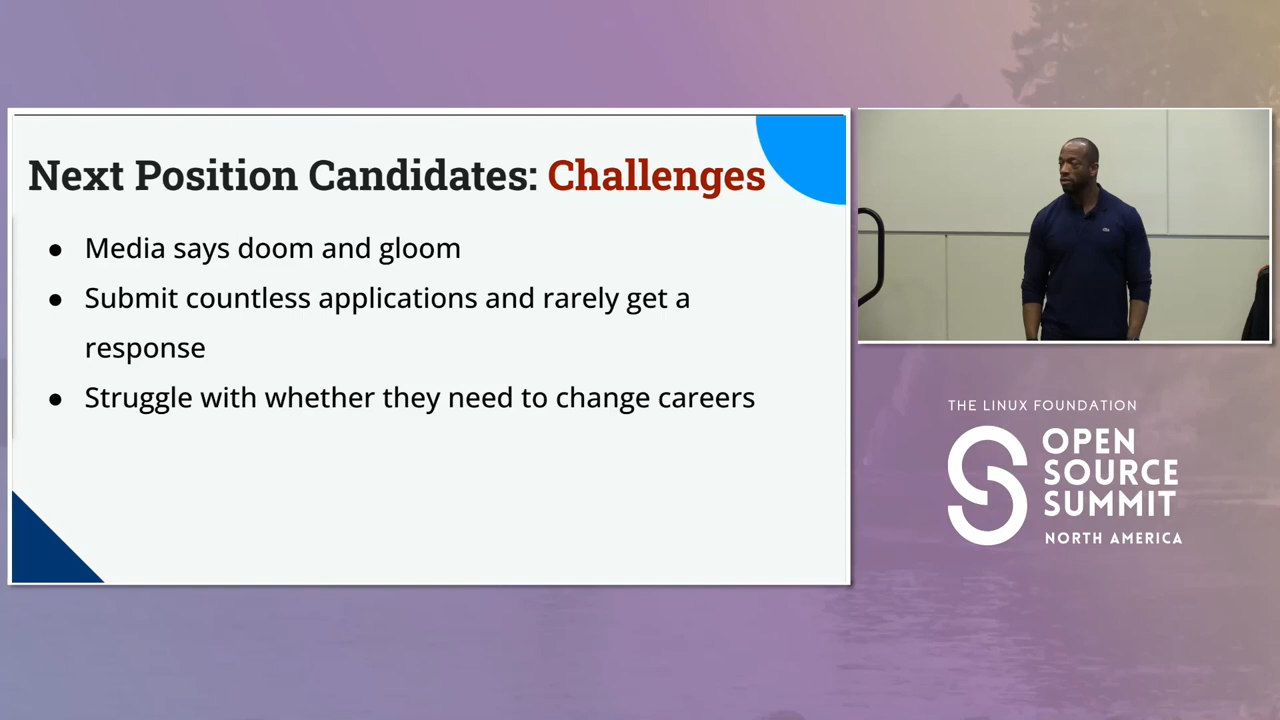 Next Position Candidates: Challenges
● Media says doom and gloom
● Submit countless applications and rarely get a
response
● Struggle with whether they need to change careers
THE LINUX FOUNDATION
OPEN
SOURCE
SUMMIT
NORTH AMERICA